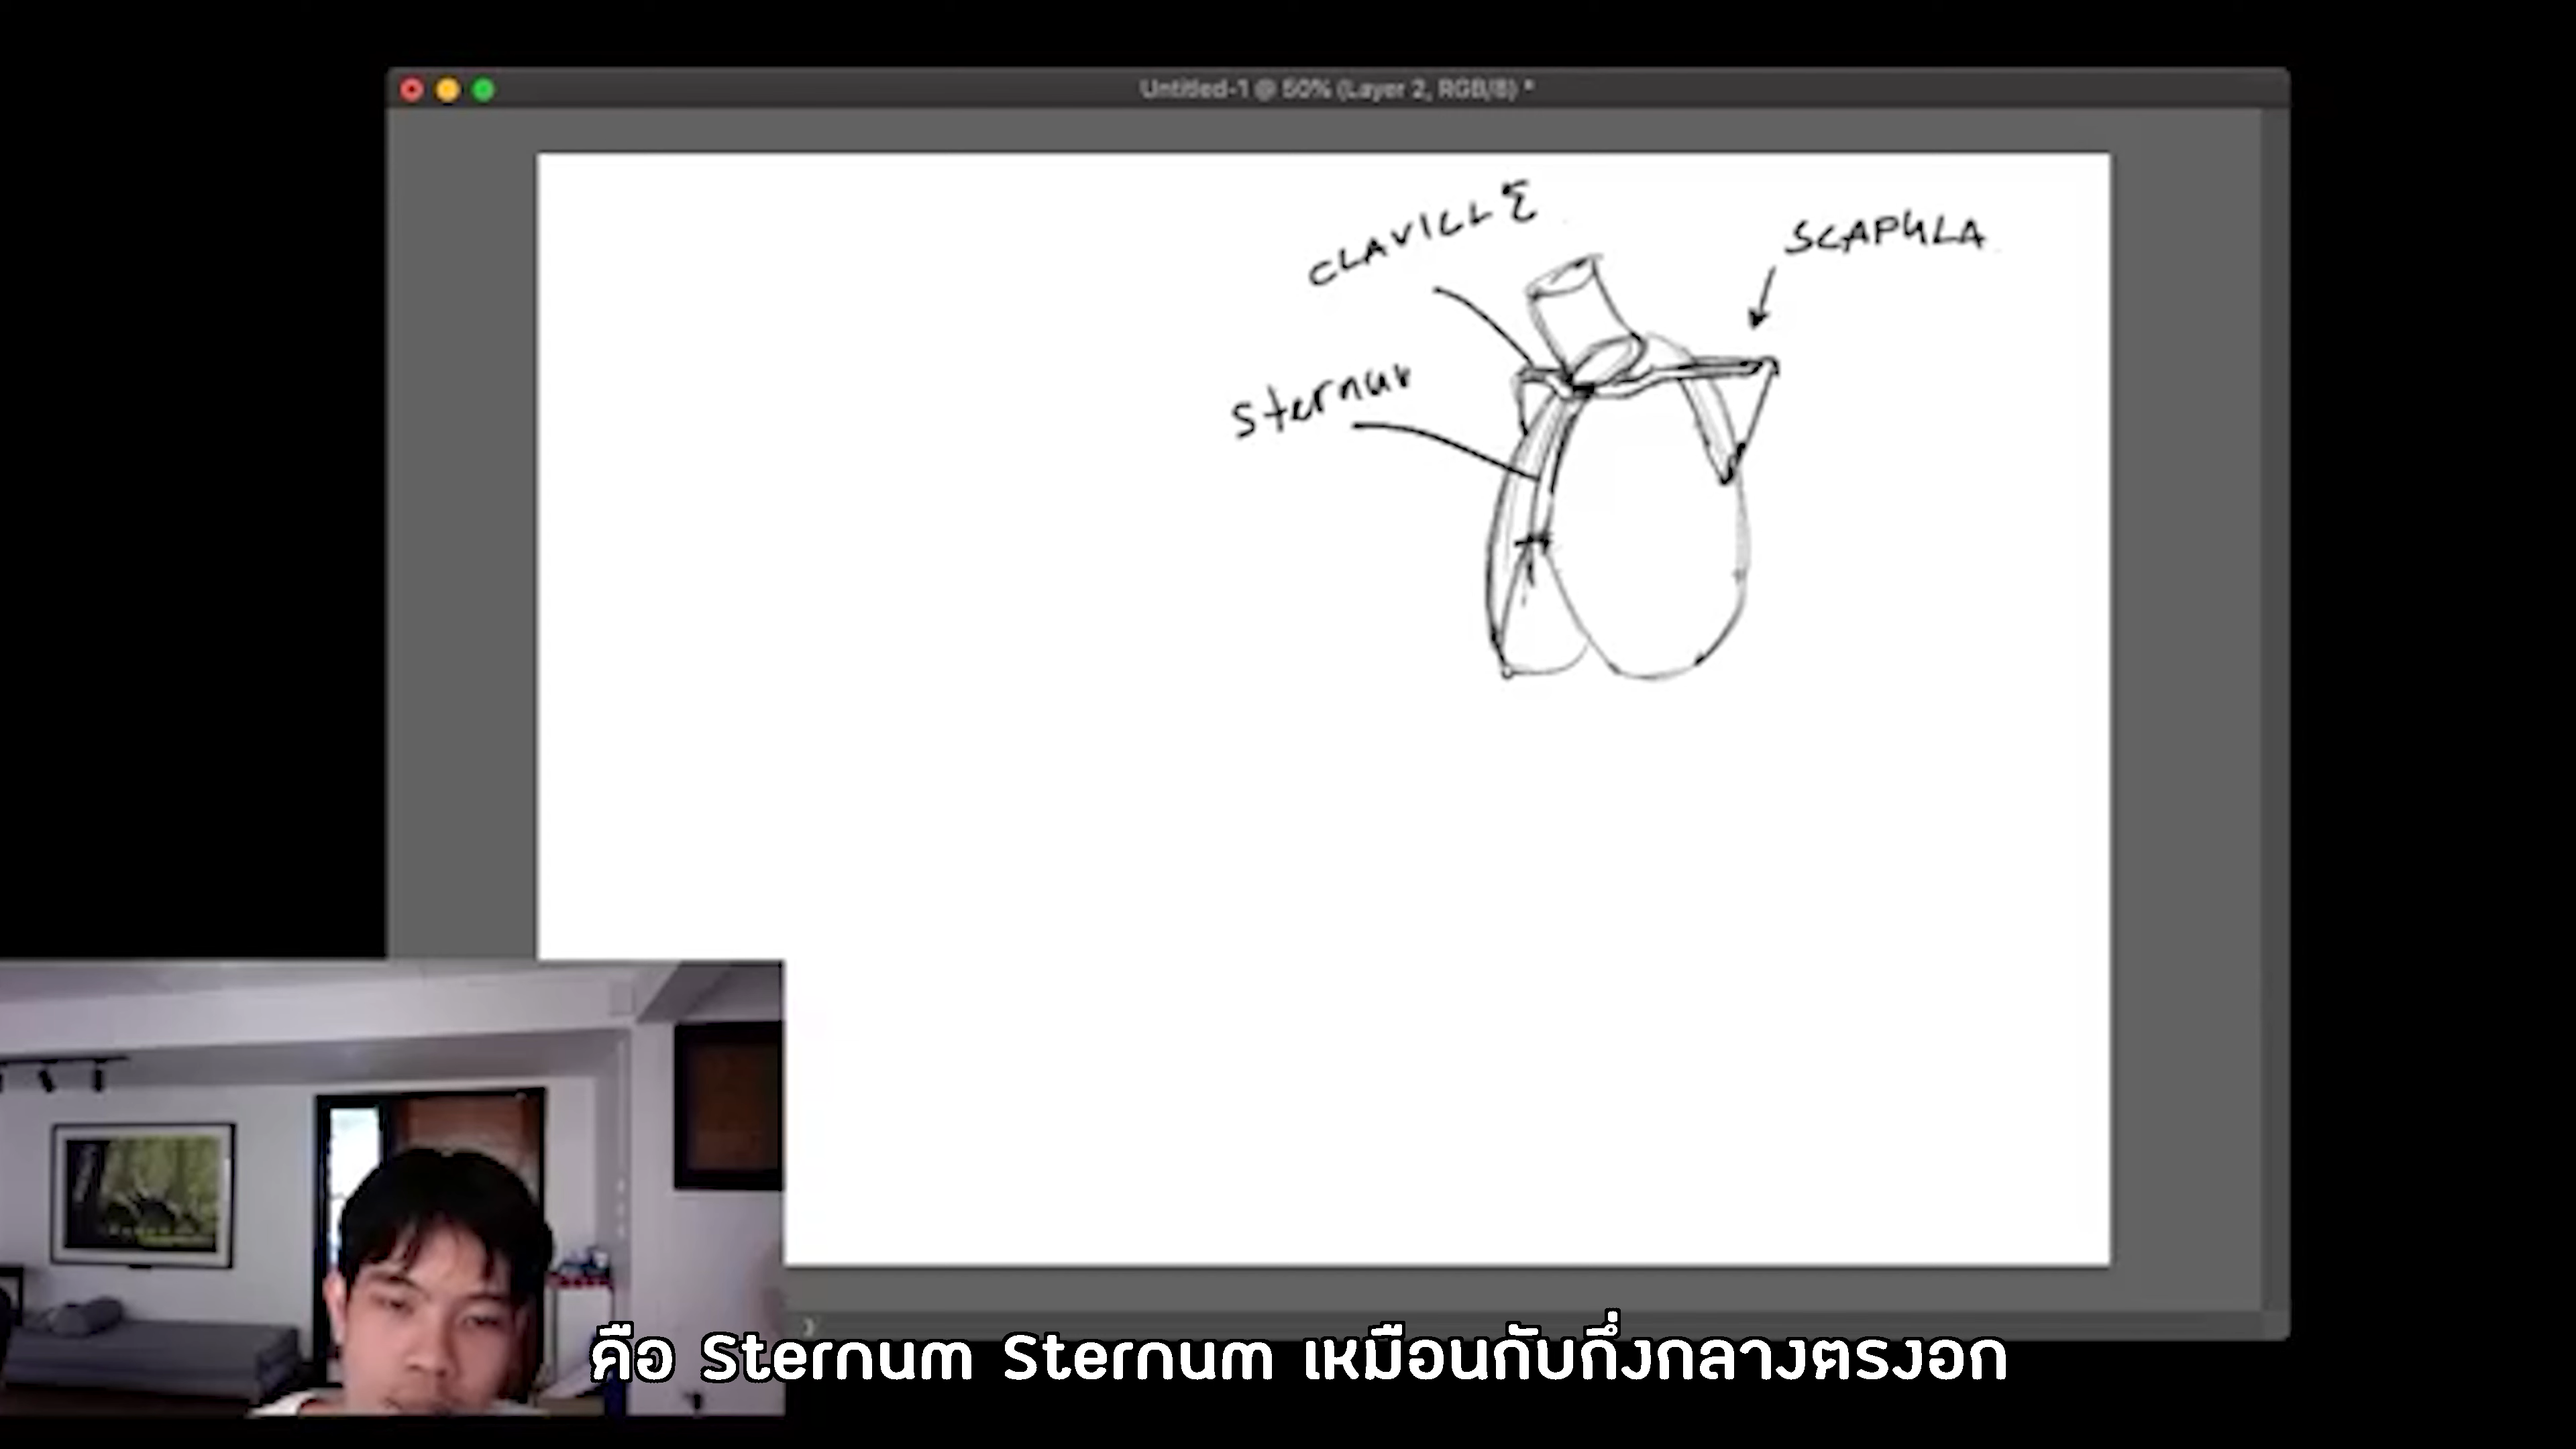 Untitled-1 @ 50% (Layer 2, RGB/8) *
CLAVICLE
SCAPULA
Sternur
คือ Sternum Sternum เหมือนกับกึ่งกลางตรงอก